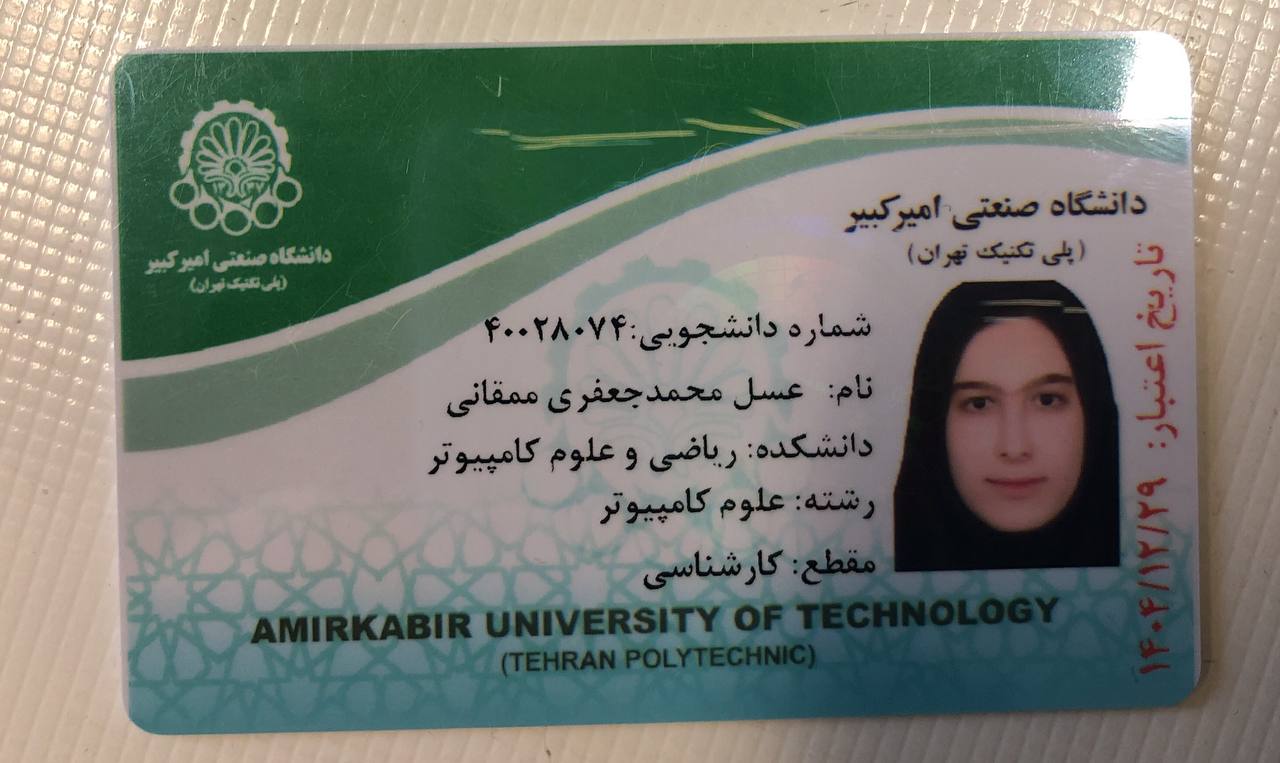 دانشگاه صنعتی امیرکبیر
(پلی تکنیک تهران)
دانشگاه صنعتی امیرکبیر
(پلی تکنیک تهران)
شماره دانشجویی:۴۰۰۲۸۰۷۴
نام: عسل محمدجعفری ممقانی
دانشکده: ریاضی و علوم کامپیوتر
رشته: علوم کامپیوتر
مقطع: کارشناسی
تاریخ اعتبار: ۱۴۰۴/۱۲/۲۹
AMIRKABIR UNIVERSITY OF TECHNOLOGY
(TEHRAN POLYTECHNIC)